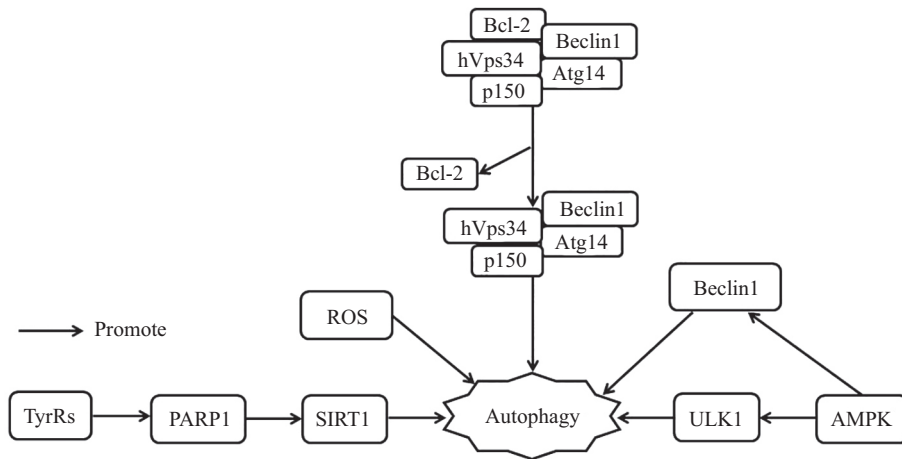 Bcl-2
Beclin1
hVps34
Atg14
p150
Bcl-2
Beclin1
hVps34
Atg14
p150
Beclin1
ROS
Promote
TyrRs
PARP1
SIRT1
Autophagy
ULK1
AMPK